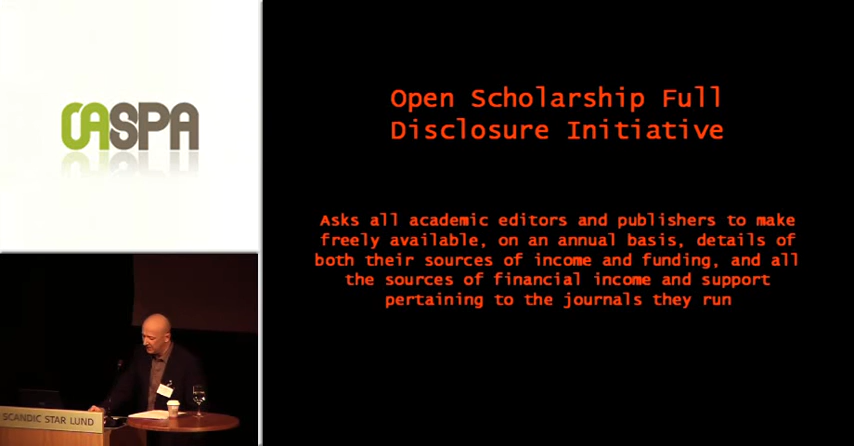 OASPA
Open Scholarship Full
Disclosure Initiative
Asks all academic editors and publishers to make
freely available, on an annual basis, details of
both their sources of income and funding, and all
the sources of financial income and support
pertaining to the journals they run
SCANDIC STAR LUND